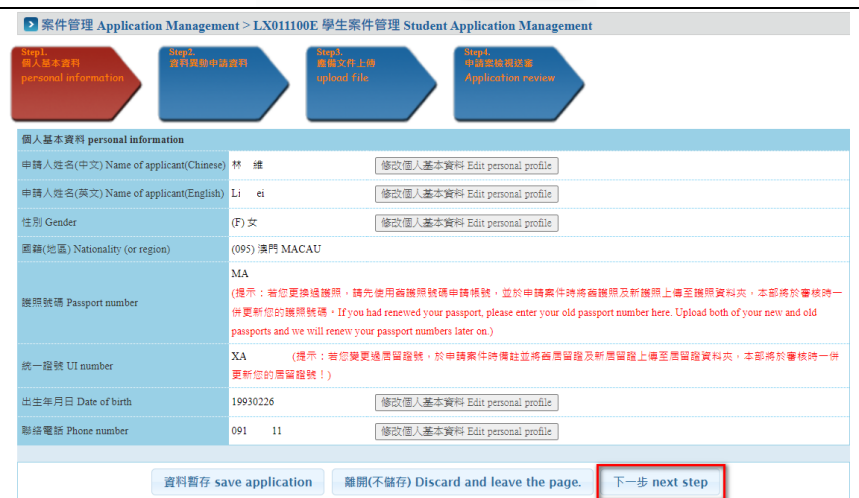 案件管理 Application Management > LX011100E 學生案件管理 Student Application Management
Step1.
個人基本資料
personal information
Step2.
資料異動申請
資料
Step3.
應備文件上傳
upload file
Step4.
申請案檢視送審
Application review
個人基本資料 personal information
申請人姓名(中文) Name of applicant(Chinese) 林 維 修改個人基本資料 Edit personal profile
申請人姓名(英文) Name of applicant(English) Li ei 修改個人基本資料 Edit personal profile
性別 Gender (F) 女 修改個人基本資料 Edit personal profile
國籍(地區) Nationality (or region) (095) 澳門 MACAU
護照號碼 Passport number
MA
(提示：若您更換過護照，請先使用舊護照號碼申請帳號，並於申請案件時將舊護照及新護照上傳至護照資料夾，本部將於審核時一
併更新您的護照號碼。If you had renewed your passport, please enter your old passport number here. Upload both of your new and old
passports and we will renew your passport numbers later on.)
統一證號 UI number
XA (提示：若您變更過居留證號，於申請案件時備註並將舊居留證及新居留證上傳至居留證資料夾，本部將於審核時一併
更新您的居留證號！)
出生年月日 Date of birth 19930226 修改個人基本資料 Edit personal profile
聯絡電話 Phone number 091 11 修改個人基本資料 Edit personal profile
資料暫存 save application 離開(不儲存) Discard and leave the page. 下一步 next step